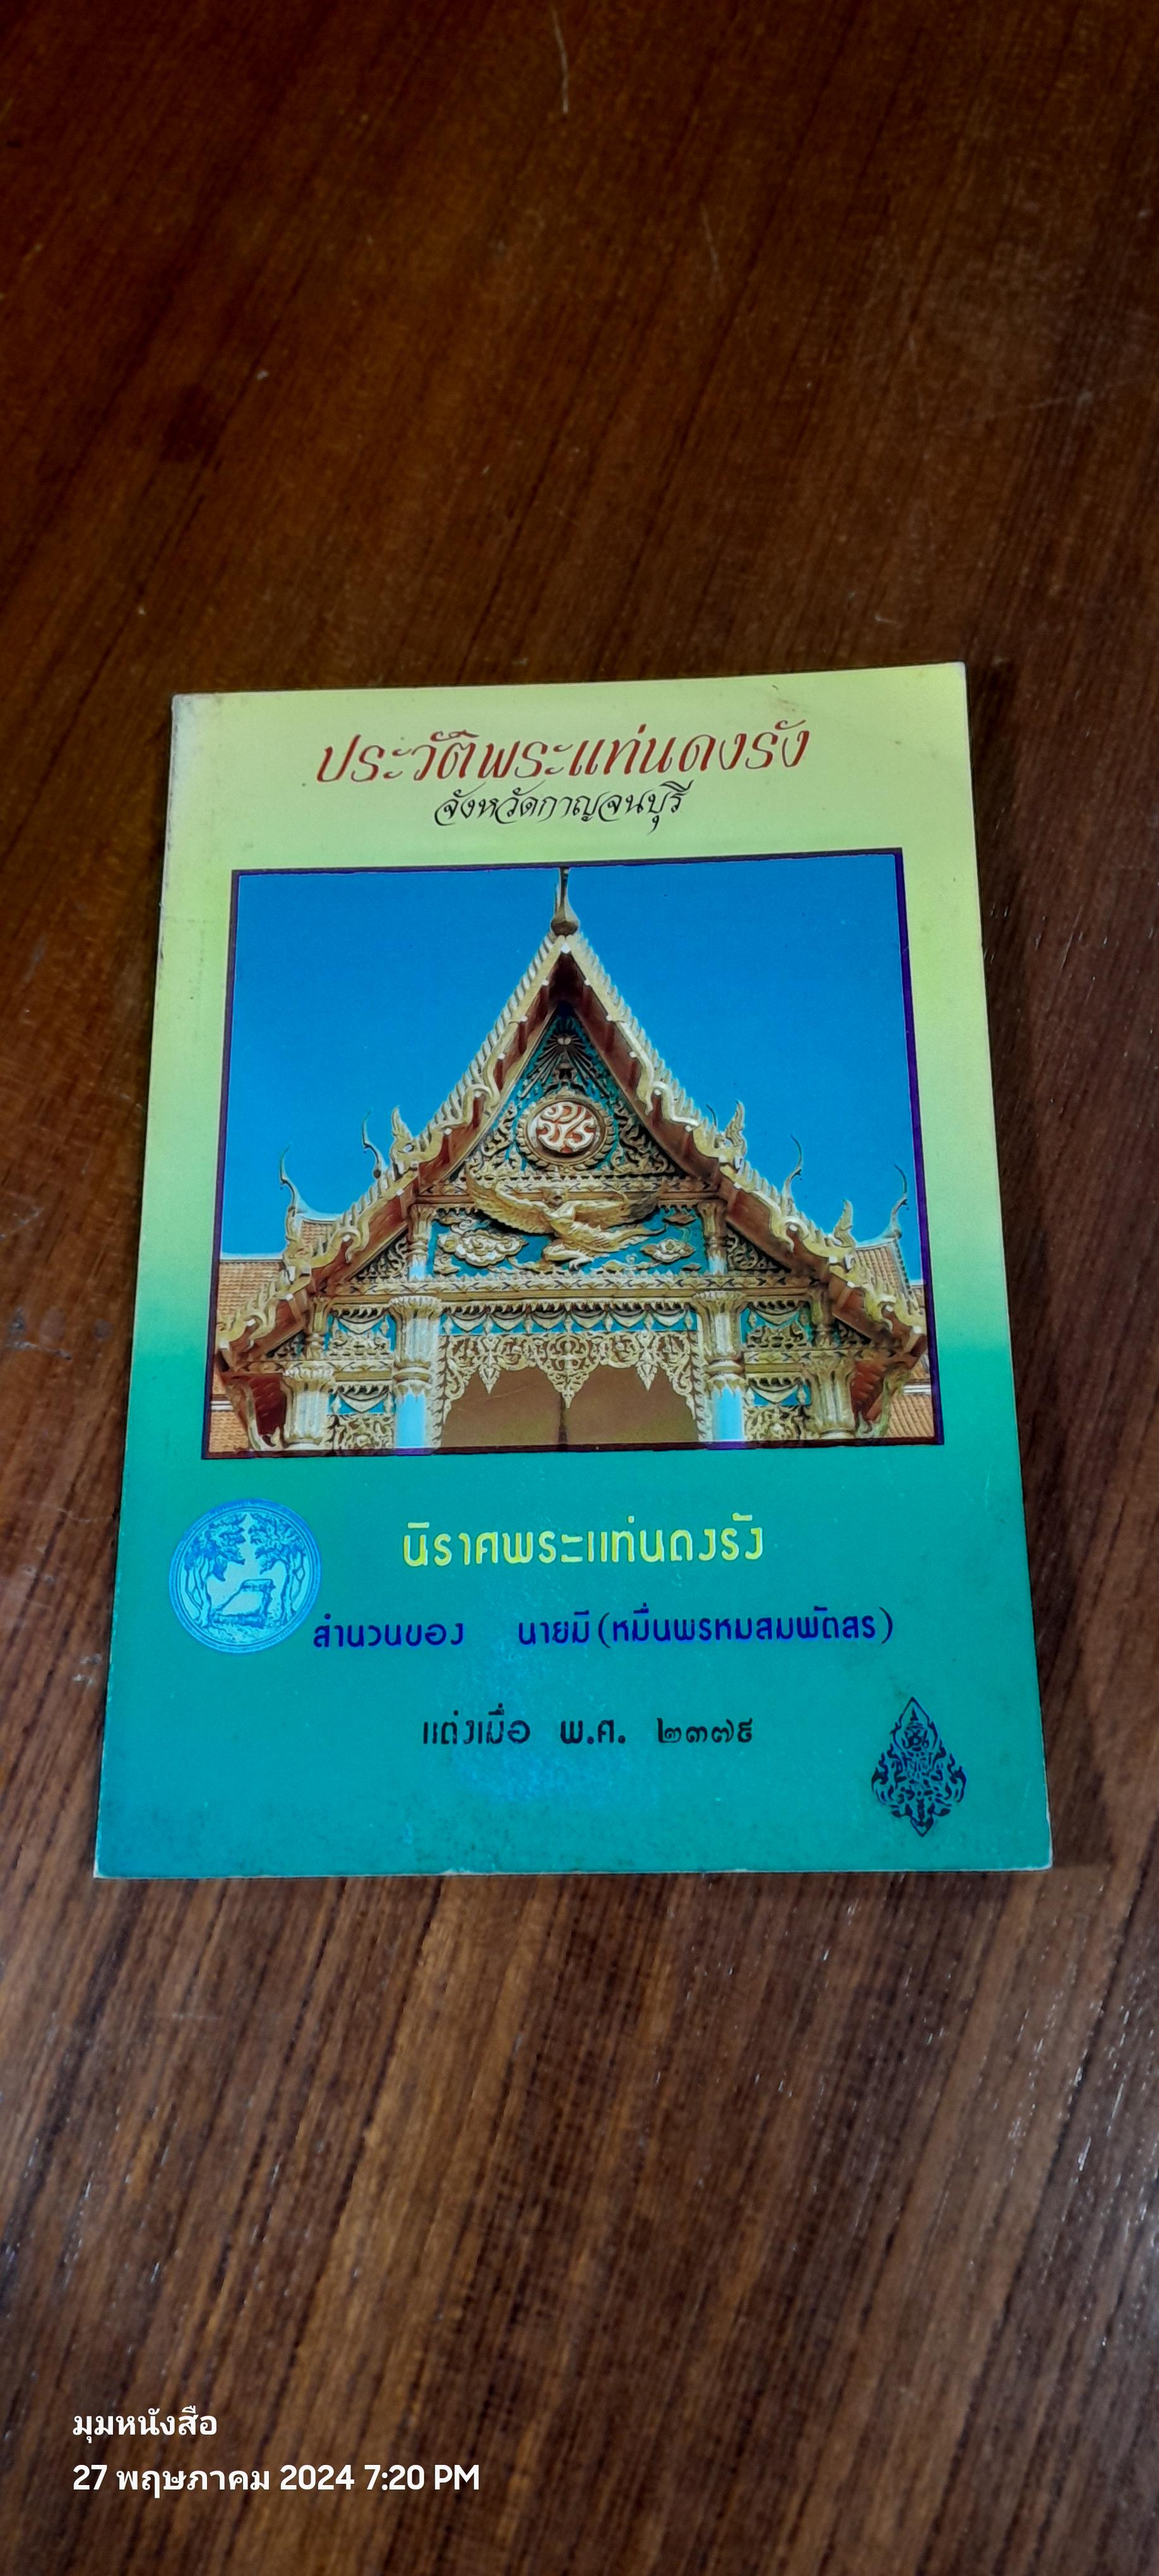 ประวัติพระแท่นดงรัง
จังหวัดกาญจนบุรี
นิราศพระแท่นดงรัง
สำนวนของ นายมี (หมื่นพรหมสมพัตสร)
แต่งเมื่อ พ.ศ. ๒๓๗๙
มุมหนังสือ
27 พฤษภาคม 2024 7:20 PM